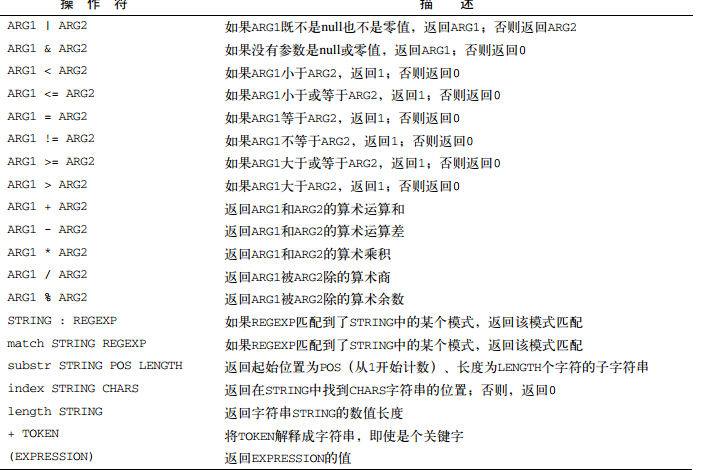 操 作 符 描 述
ARG1 | ARG2 如果ARG1既不是null也不是零值，返回ARG1；否则返回ARG2
ARG1 & ARG2 如果没有参数是null或零值，返回ARG1；否则返回0
ARG1 < ARG2 如果ARG1小于ARG2，返回1；否则返回0
ARG1 <= ARG2 如果ARG1小于或等于ARG2，返回1；否则返回0
ARG1 = ARG2 如果ARG1等于ARG2，返回1；否则返回0
ARG1 != ARG2 如果ARG1不等于ARG2，返回1；否则返回0
ARG1 >= ARG2 如果ARG1大于或等于ARG2，返回1；否则返回0
ARG1 > ARG2 如果ARG1大于ARG2，返回1；否则返回0
ARG1 + ARG2 返回ARG1和ARG2的算术运算和
ARG1 - ARG2 返回ARG1和ARG2的算术运算差
ARG1 * ARG2 返回ARG1和ARG2的算术乘积
ARG1 / ARG2 返回ARG1被ARG2除的算术商
ARG1 % ARG2 返回ARG1被ARG2除的算术余数
STRING : REGEXP 如果REGEXP匹配到了STRING中的某个模式，返回该模式匹配
match STRING REGEXP 如果REGEXP匹配到了STRING中的某个模式，返回该模式匹配
substr STRING POS LENGTH 返回起始位置为POS（从1开始计数）、长度为LENGTH个字符的子字符串
index STRING CHARS 返回在STRING中找到CHARS字符串的位置；否则，返回0
length STRING 返回字符串STRING的数值长度
+ TOKEN 将TOKEN解释成字符串，即使是个关键字
(EXPRESSION) 返回EXPRESSION的值